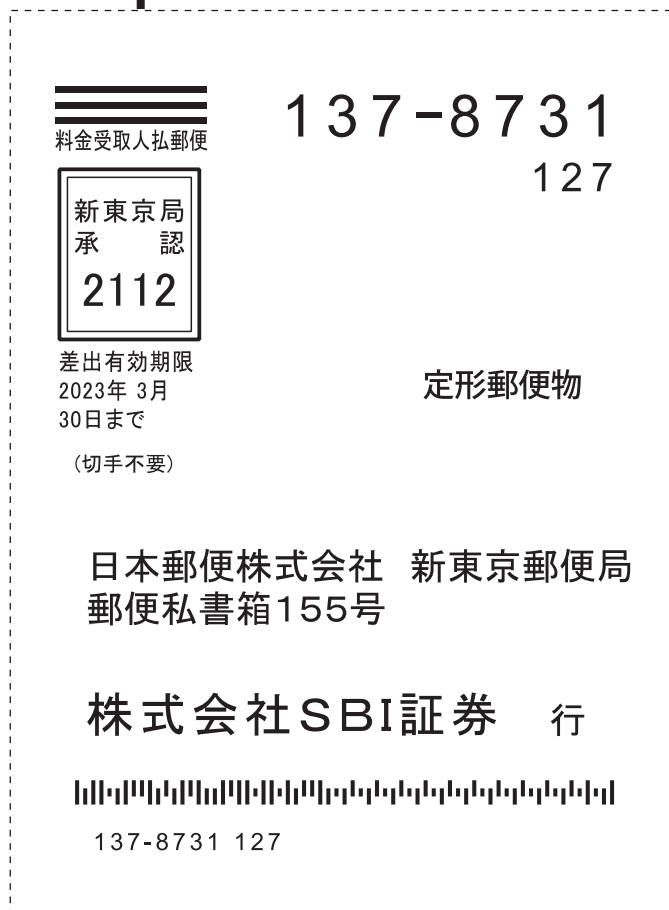 料金受取人払郵便
137-8731
127
新東京局
承 認
2112
差出有効期限
2023年 3月
30日まで
(切手不要)
定形郵便物
日本郵便株式会社 新東京郵便局
郵便私書箱155号
株式会社SBI証券 行
137-8731 127